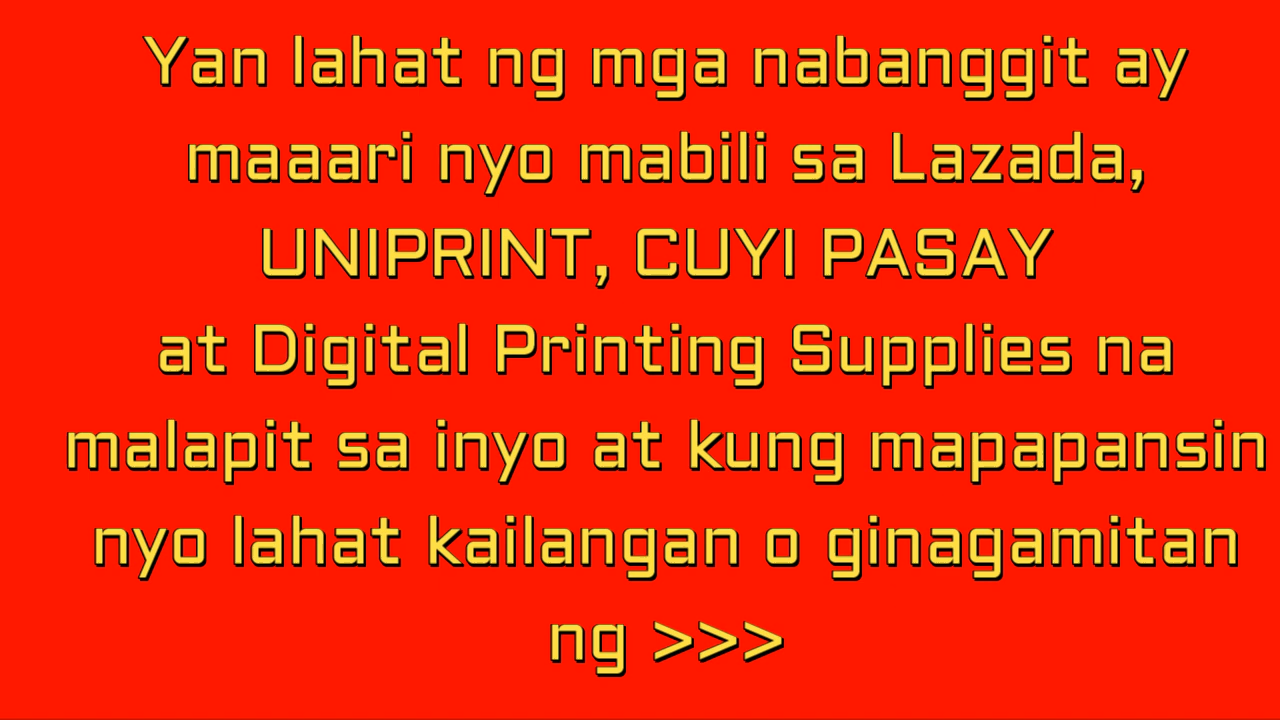 Yan lahat ng mga nabanggit ay
maaari nyo mabili sa Lazada,
UNIPRINT, CUYI PASAY
at Digital Printing Supplies na
malapit sa inyo at kung mapapansin
nyo lahat kailangan o ginagamitan
ng >>>